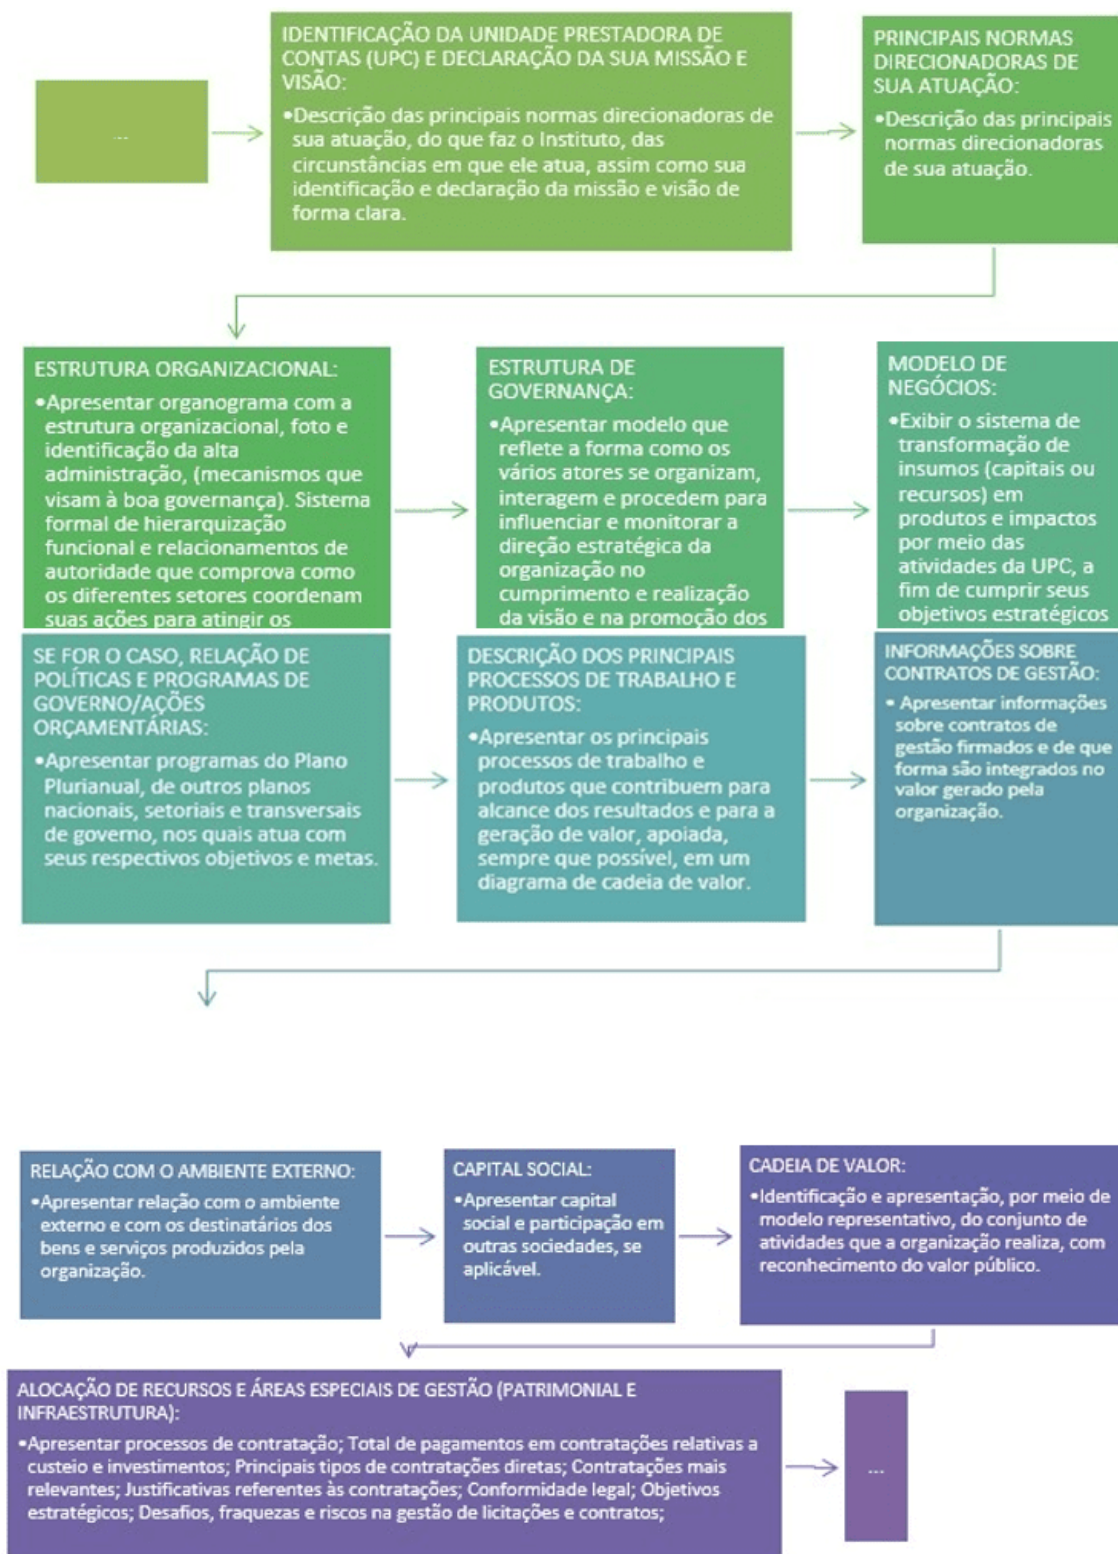 ...
IDENTIFICAÇÃO DA UNIDADE PRESTADORA DE
CONTAS (UPC) E DECLARAÇÃO DA SUA MISSÃO E
VISÃO:
•Descrição das principais normas direcionadoras de
sua atuação, do que faz o Instituto, das
circunstâncias em que ele atua, assim como sua
identificação e declaração da missão e visão de
forma clara.
PRINCIPAIS NORMAS
DIRECIONADORAS DE
SUA ATUAÇÃO:
•Descrição das principais
normas direcionadoras
de sua atuação.
ESTRUTURA ORGANIZACIONAL:
•Apresentar organograma com a
estrutura organizacional, foto e
identificação da alta
administração, (mecanismos que
visam à boa governança). Sistema
formal de hierarquização
funcional e relacionamentos de
autoridade que comprova como
os diferentes setores coordenam
suas ações para atingir os
ESTRUTURA DE
GOVERNANÇA:
•Apresentar modelo que
reflete a forma como os
vários atores se organizam,
interagem e procedem para
influenciar e monitorar a
direção estratégica da
organização no
cumprimento e realização
da visão e na promoção dos
MODELO DE
NEGÓCIOS:
•Exibir o sistema de
transformação de
insumos (capitais ou
recursos) em
produtos e impactos
por meio das
atividades da UPC, a
fim de cumprir seus
objetivos estratégicos
SE FOR O CASO, RELAÇÃO DE
POLÍTICAS E PROGRAMAS DE
GOVERNO/AÇÕES
ORÇAMENTÁRIAS:
•Apresentar programas do Plano
Plurianual, de outros planos
nacionais, setoriais e transversais
de governo, nos quais atua com
seus respectivos objetivos e metas.
DESCRIÇÃO DOS PRINCIPAIS
PROCESSOS DE TRABALHO E
PRODUTOS:
•Apresentar os principais
processos de trabalho e
produtos que contribuem para
alcance dos resultados e para a
geração de valor, apoiada,
sempre que possível, em um
diagrama de cadeia de valor.
INFORMAÇÕES SOBRE
CONTRATOS DE GESTÃO:
• Apresentar informações
sobre contratos de
gestão firmados e de que
forma são integrados no
valor gerado pela
organização.
RELAÇÃO COM O AMBIENTE EXTERNO:
•Apresentar relação com o ambiente
externo e com os destinatários dos
bens e serviços produzidos pela
organização.
CAPITAL SOCIAL:
•Apresentar capital
social e participação em
outras sociedades, se
aplicável.
CADEIA DE VALOR:
•Identificação e apresentação, por meio de
modelo representativo, do conjunto de
atividades que a organização realiza, com
reconhecimento do valor público.
ALOCAÇÃO DE RECURSOS E ÁREAS ESPECIAIS DE GESTÃO (PATRIMONIAL E
INFRAESTRUTURA):
•Apresentar processos de contratação; Total de pagamentos em contratações relativas a
custeio e investimentos; Principais tipos de contratações diretas; Contratações mais
relevantes; Justificativas referentes às contratações; Conformidade legal; Objetivos
estratégicos; Desafios, fraquezas e riscos na gestão de licitações e contratos;
...